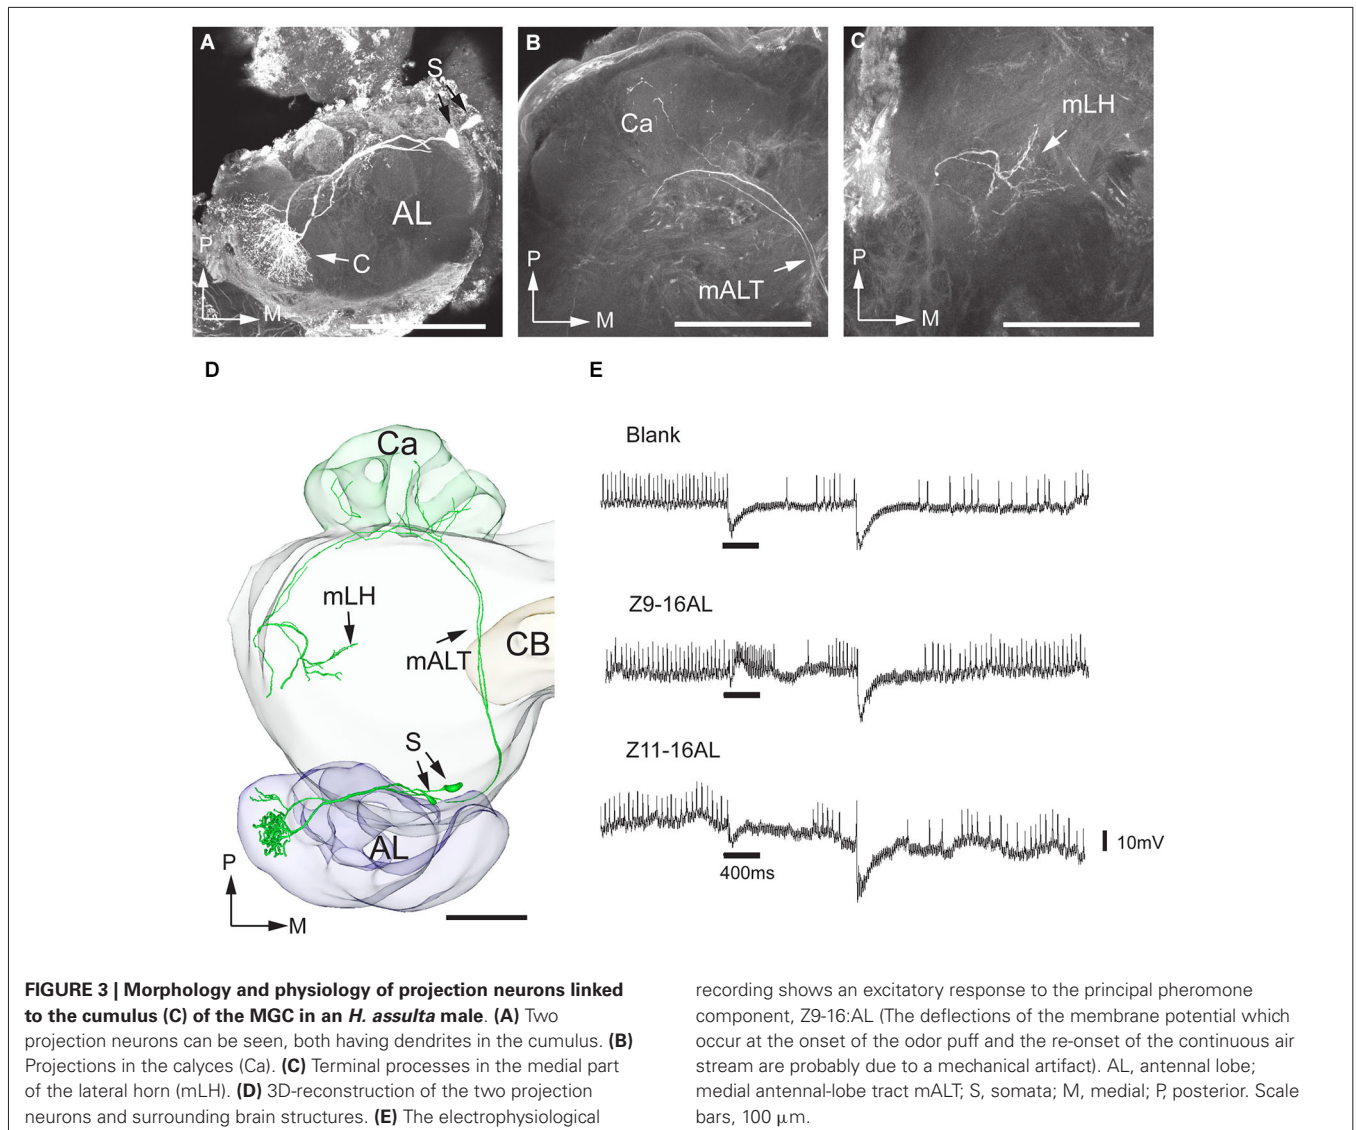 A
S
AL
C
P
M
B
Ca
mALT
P
M
C
mLH
P
M
D
Ca
mLH
mALT
CB
S
AL
P
M
E
Blank
Z9-16AL
Z11-16AL
10mV
400ms
FIGURE 3 | Morphology and physiology of projection neurons linked
to the cumulus (C) of the MGC in an H. assulta male. (A) Two
projection neurons can be seen, both having dendrites in the cumulus. (B)
Projections in the calyces (Ca). (C) Terminal processes in the medial part
of the lateral horn (mLH). (D) 3D-reconstruction of the two projection
neurons and surrounding brain structures. (E) The electrophysiological
recording shows an excitatory response to the principal pheromone
component, Z9-16:AL (The deflections of the membrane potential which
occur at the onset of the odor puff and the re-onset of the continuous air
stream are probably due to a mechanical artifact). AL, antennal lobe;
medial antennal-lobe tract mALT; S, somata; M, medial; P, posterior. Scale
bars, 100 μm.